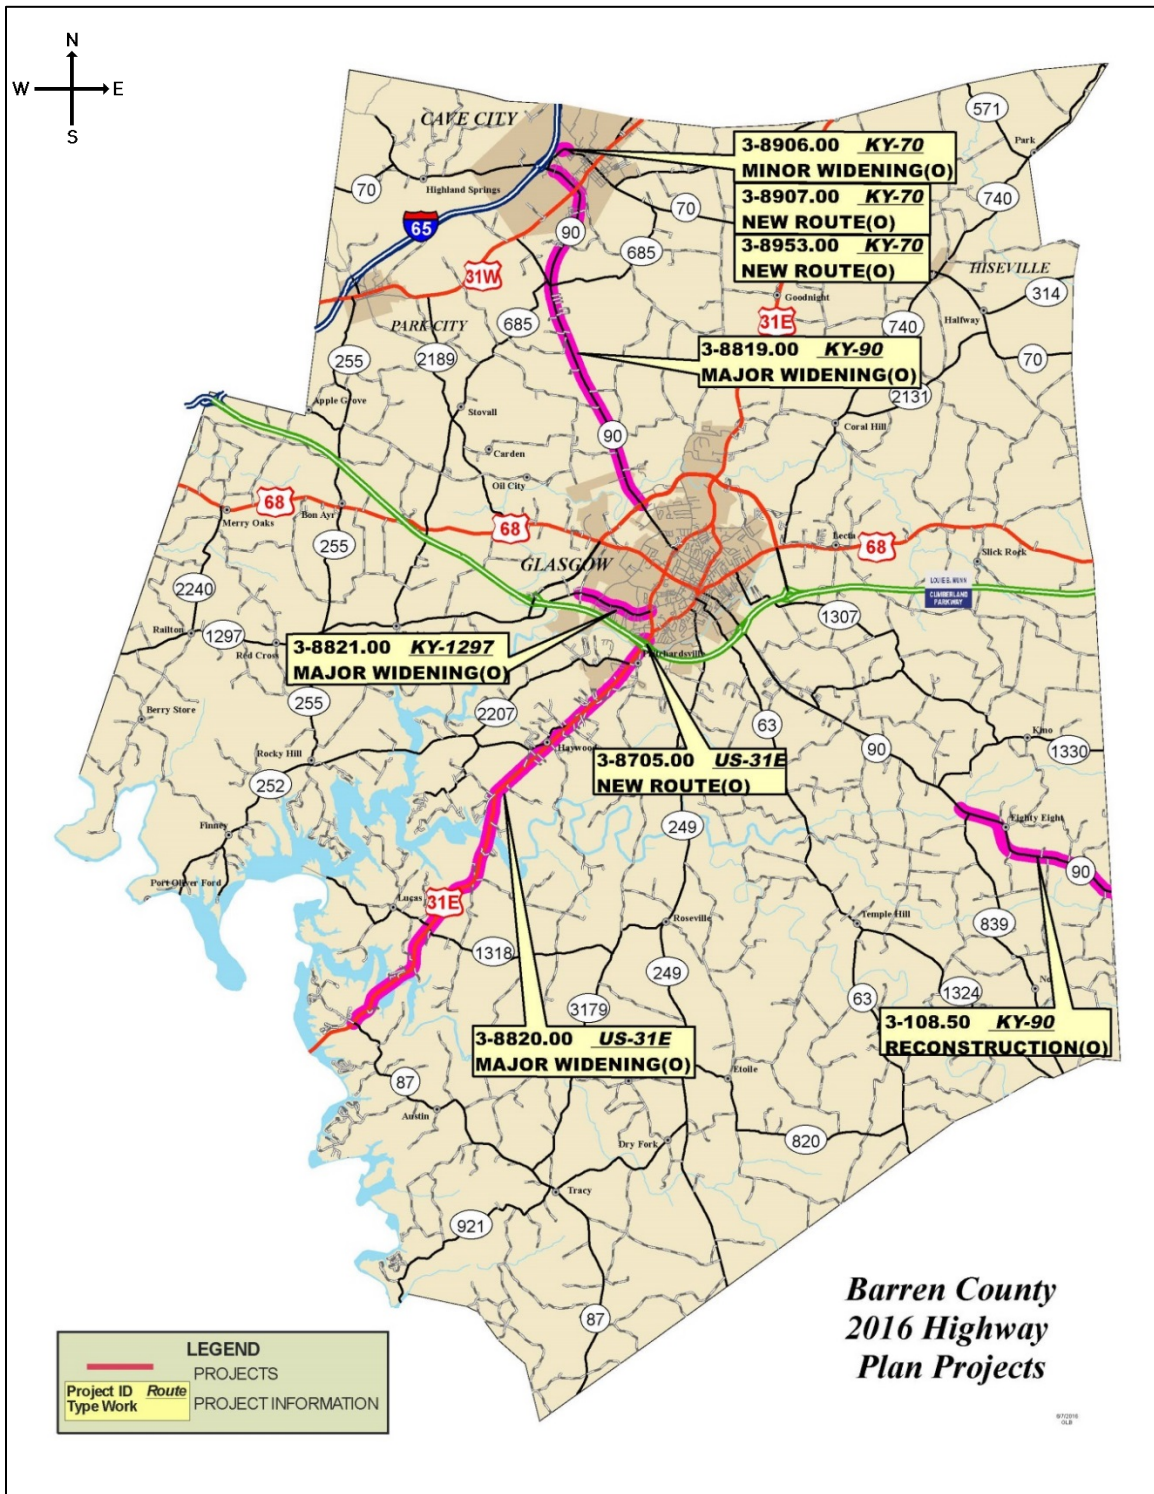 N
W E
S
CAVE CITY
571
Park
3-8906.00 KY-70
MINOR WIDENING(O)
70
Highland Springs
3-8907.00 KY-70
NEW ROUTE(O)
70
740
65
90
685
3-8953.00 KY-70
NEW ROUTE(O)
HISEVILLE
31W
Goodnight
314
PARK CITY
685
31E
740
Halfway
255
2189
3-8819.00 KY-90
MAJOR WIDENING(O)
70
2131
Apple Grove
Stovall
Coral Hill
90
Carden
Oil City
68
Merry Oaks
Bon Ayr
68
255
Lecta
68
Slick Rock
GLASGOW
2240
LOUIE B. NUNN
CUMBERLAND
PARKWAY
1307
Railton
1297
Red Cross
3-8821.00 KY-1297
MAJOR WIDENING(O)
Pritchardsville
Berry Store
255
2207
63
90
Kino
1330
Rocky Hill
Haywood
3-8705.00 US-31E
NEW ROUTE(O)
252
Finney
249
Eighty Eight
90
Port Oliver Ford
Lucas
31E
Roseville
Temple Hill
839
1318
249
63
1324
No
3179
3-108.50 KY-90
RECONSTRUCTION(O)
3-8820.00 US-31E
MAJOR WIDENING(O)
87
Etoile
Austin
Dry Fork
820
Tracy
921
87
Barren County
2016 Highway
Plan Projects
LEGEND
PROJECTS
Project ID Route
Type Work
PROJECT INFORMATION